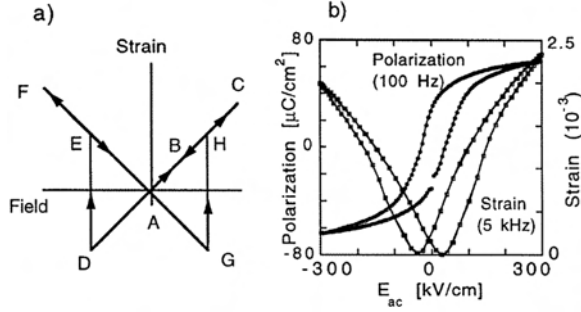 a)
Strain
F
C
E
B
H
Field
A
D
G
b)
80
0
-80
Polarization [μC/cm²]
Polarization
(100 Hz)
Strain
(5 kHz)
2.5
0
Strain (10⁻³)
-300
0
300
E_ac [kV/cm]